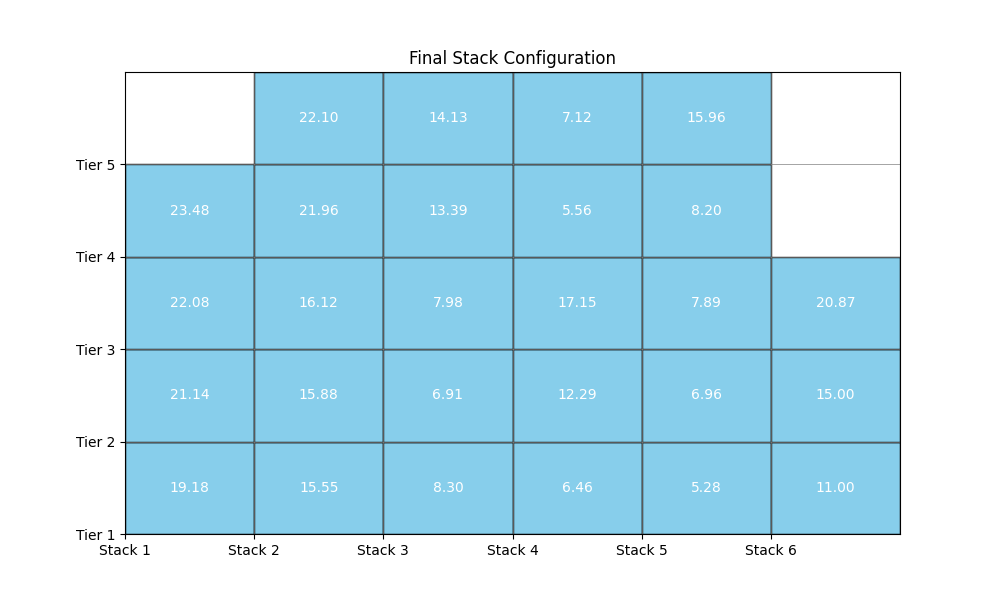 Final Stack Configuration
22.10 14.13 7.12 15.96
Tier 5
23.48 21.96 13.39 5.56 8.20
Tier 4
22.08 16.12 7.98 17.15 7.89 20.87
Tier 3
21.14 15.88 6.91 12.29 6.96 15.00
Tier 2
19.18 15.55 8.30 6.46 5.28 11.00
Tier 1
Stack 1 Stack 2 Stack 3 Stack 4 Stack 5 Stack 6